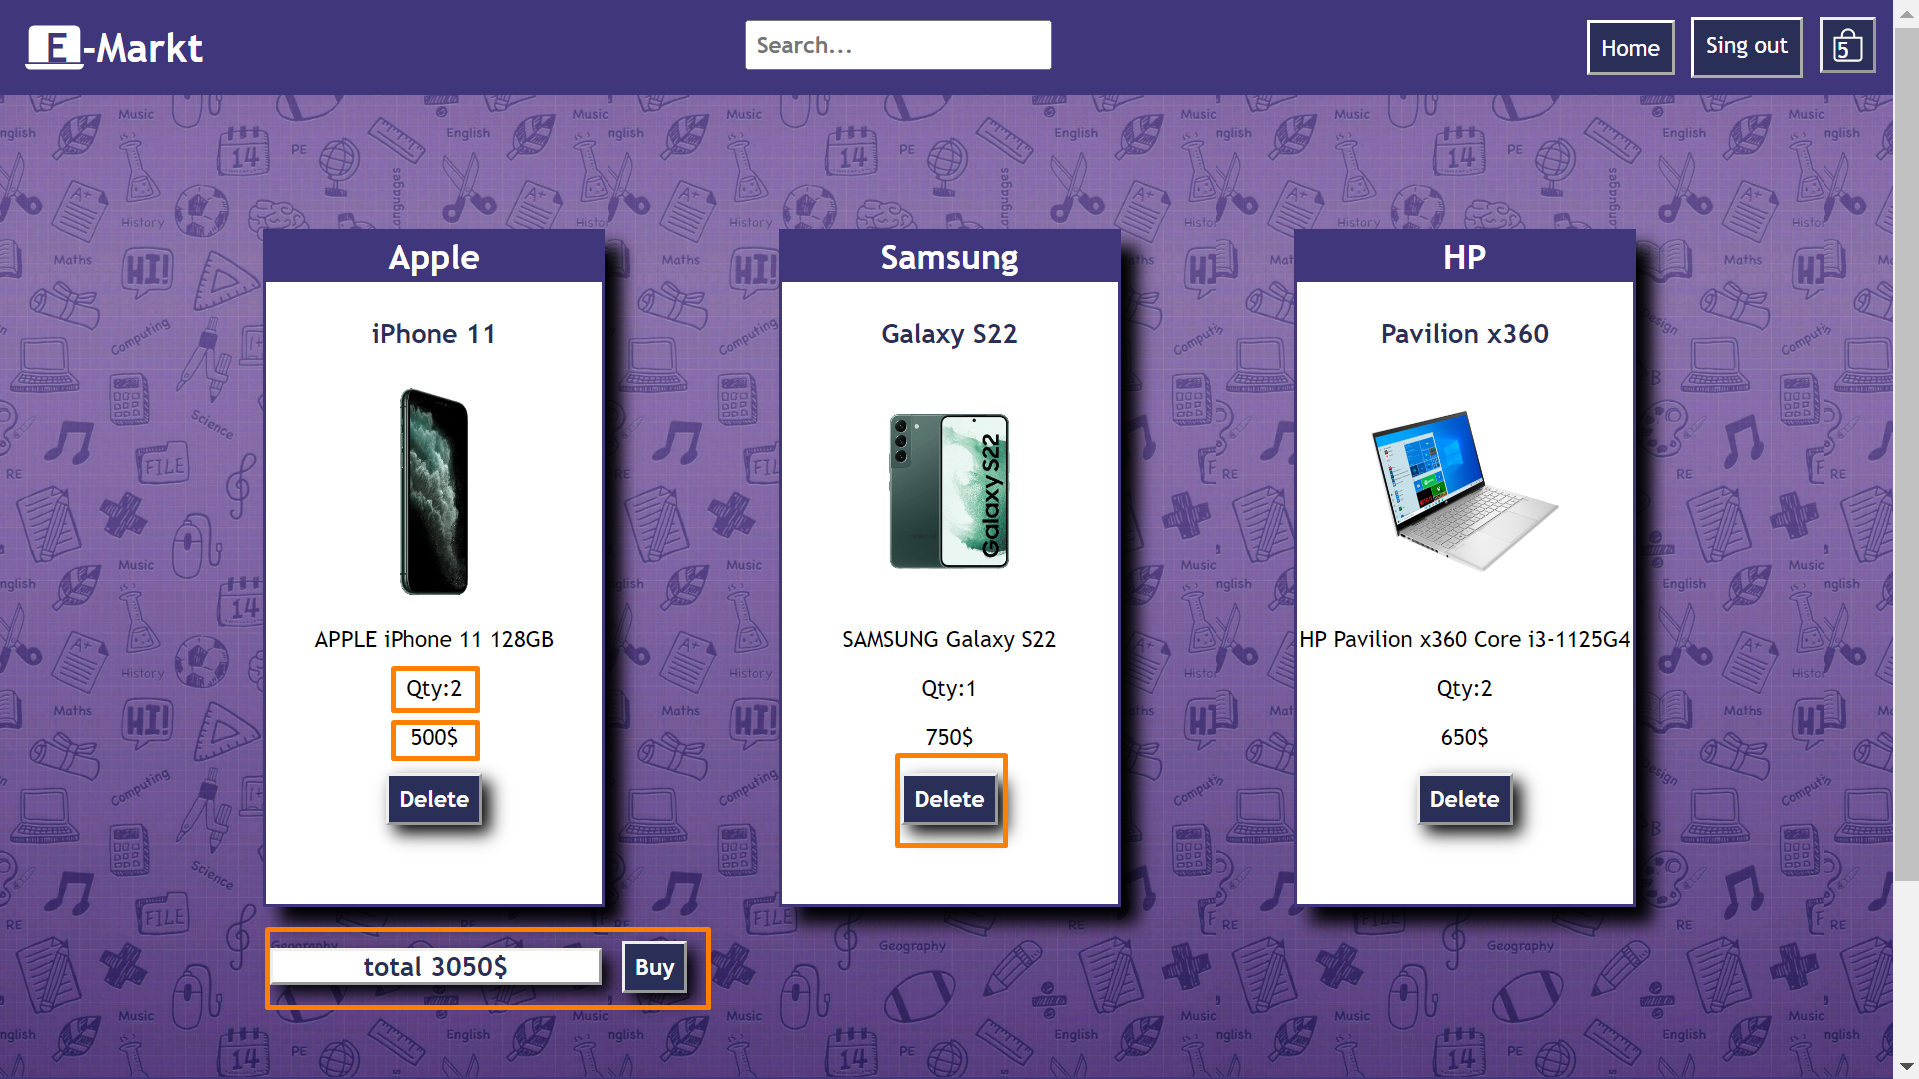 E-Markt
Search...
Home
Sing out
5
Apple
iPhone 11
APPLE iPhone 11 128GB
Qty:2
500$
Delete
Samsung
Galaxy S22
Galaxy S22
SAMSUNG Galaxy S22
Qty:1
750$
Delete
HP
Pavilion x360
HP Pavilion x360 Core i3-1125G4
Qty:2
650$
Delete
total 3050$
Buy